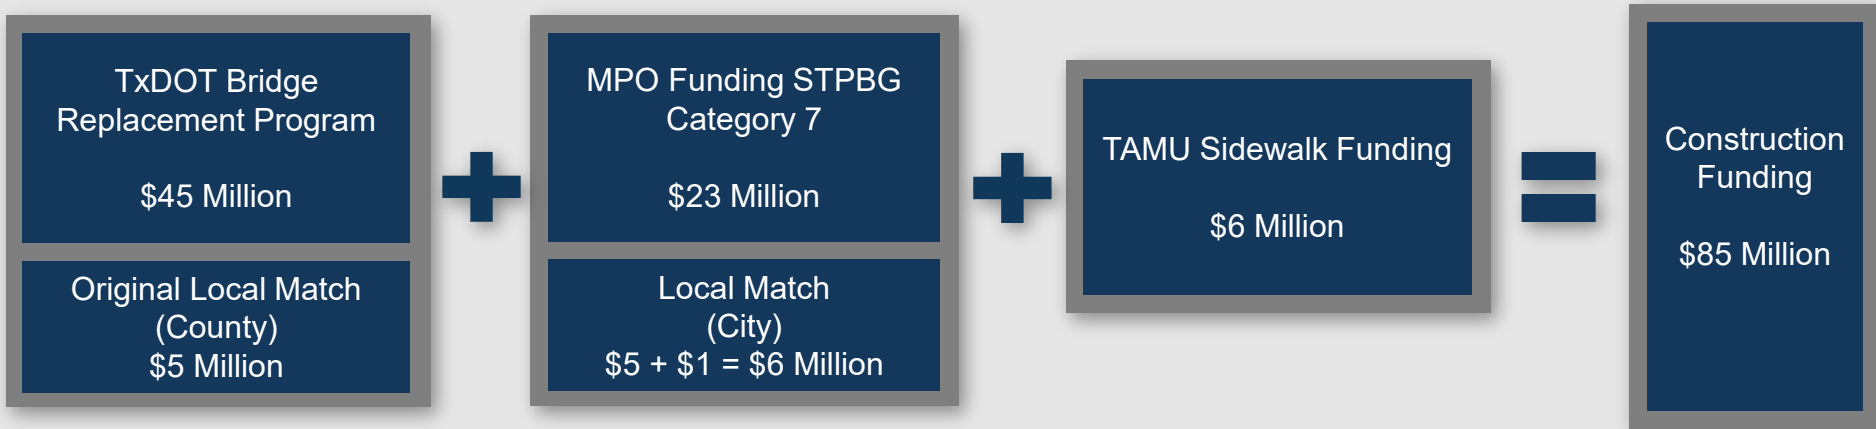 TxDOT Bridge
Replacement Program
$45 Million
Original Local Match
(County)
$5 Million
MPO Funding STPBG
Category 7
$23 Million
Local Match
(City)
$5 + $1 = $6 Million
TAMU Sidewalk Funding
$6 Million
Construction
Funding
$85 Million